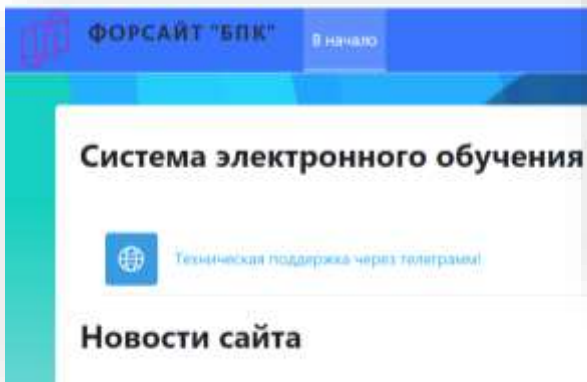 ФОРСАЙТ "БПК"
В начало
Система электронного обучения
Техническая поддержка через телеграмм!
Новости сайта